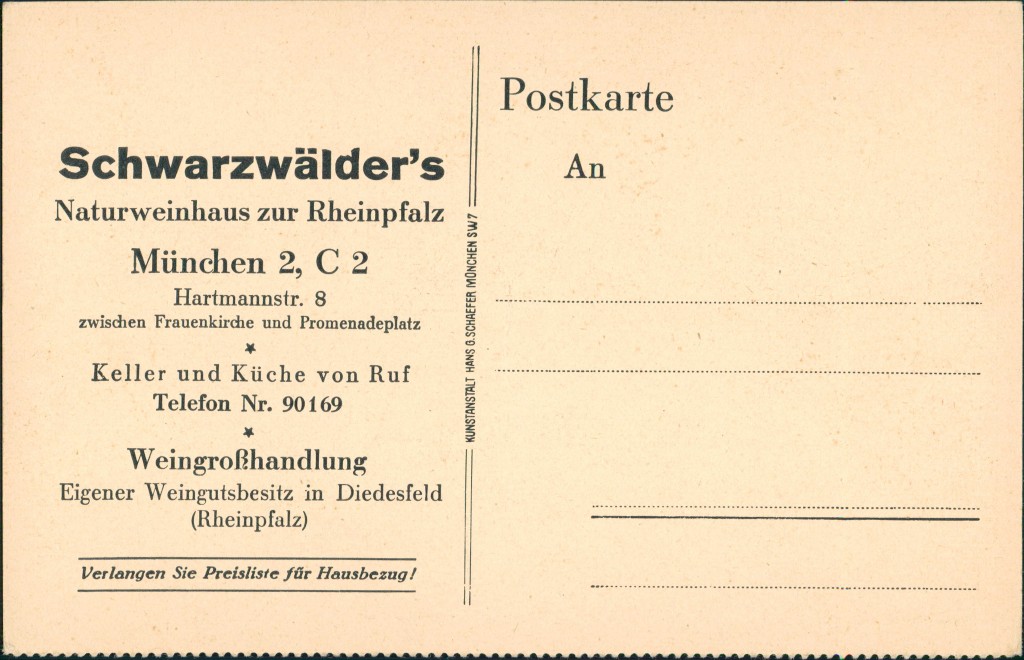 Schwarzwälder's
Naturweinhaus zur Rheinpfalz
München 2, C 2
Hartmannstr. 8
zwischen Frauenkirche und Promenadeplatz
★
Keller und Küche von Ruf
Telefon Nr. 90169
★
Weingroßhandlung
Eigener Weingutsbesitz in Diedesfeld
(Rheinpfalz)
Verlangen Sie Preisliste für Hausbezug!
KUNSTANSTALT HANS G. SCHAEFER MÜNCHEN SW7
Postkarte
An